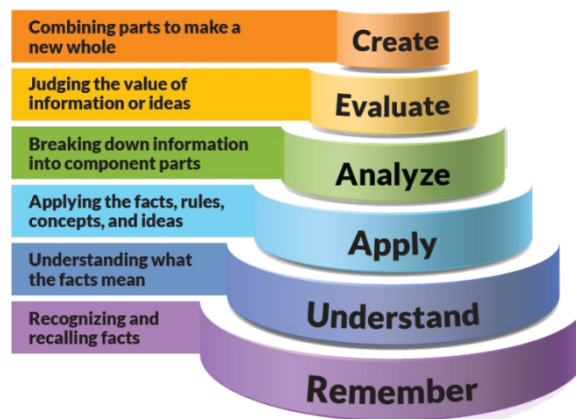 Combining parts to make a
new whole
Create
Judging the value of
information or ideas
Evaluate
Breaking down information
into component parts
Analyze
Applying the facts, rules,
concepts, and ideas
Apply
Understanding what
the facts mean
Understand
Recognizing and
recalling facts
Remember